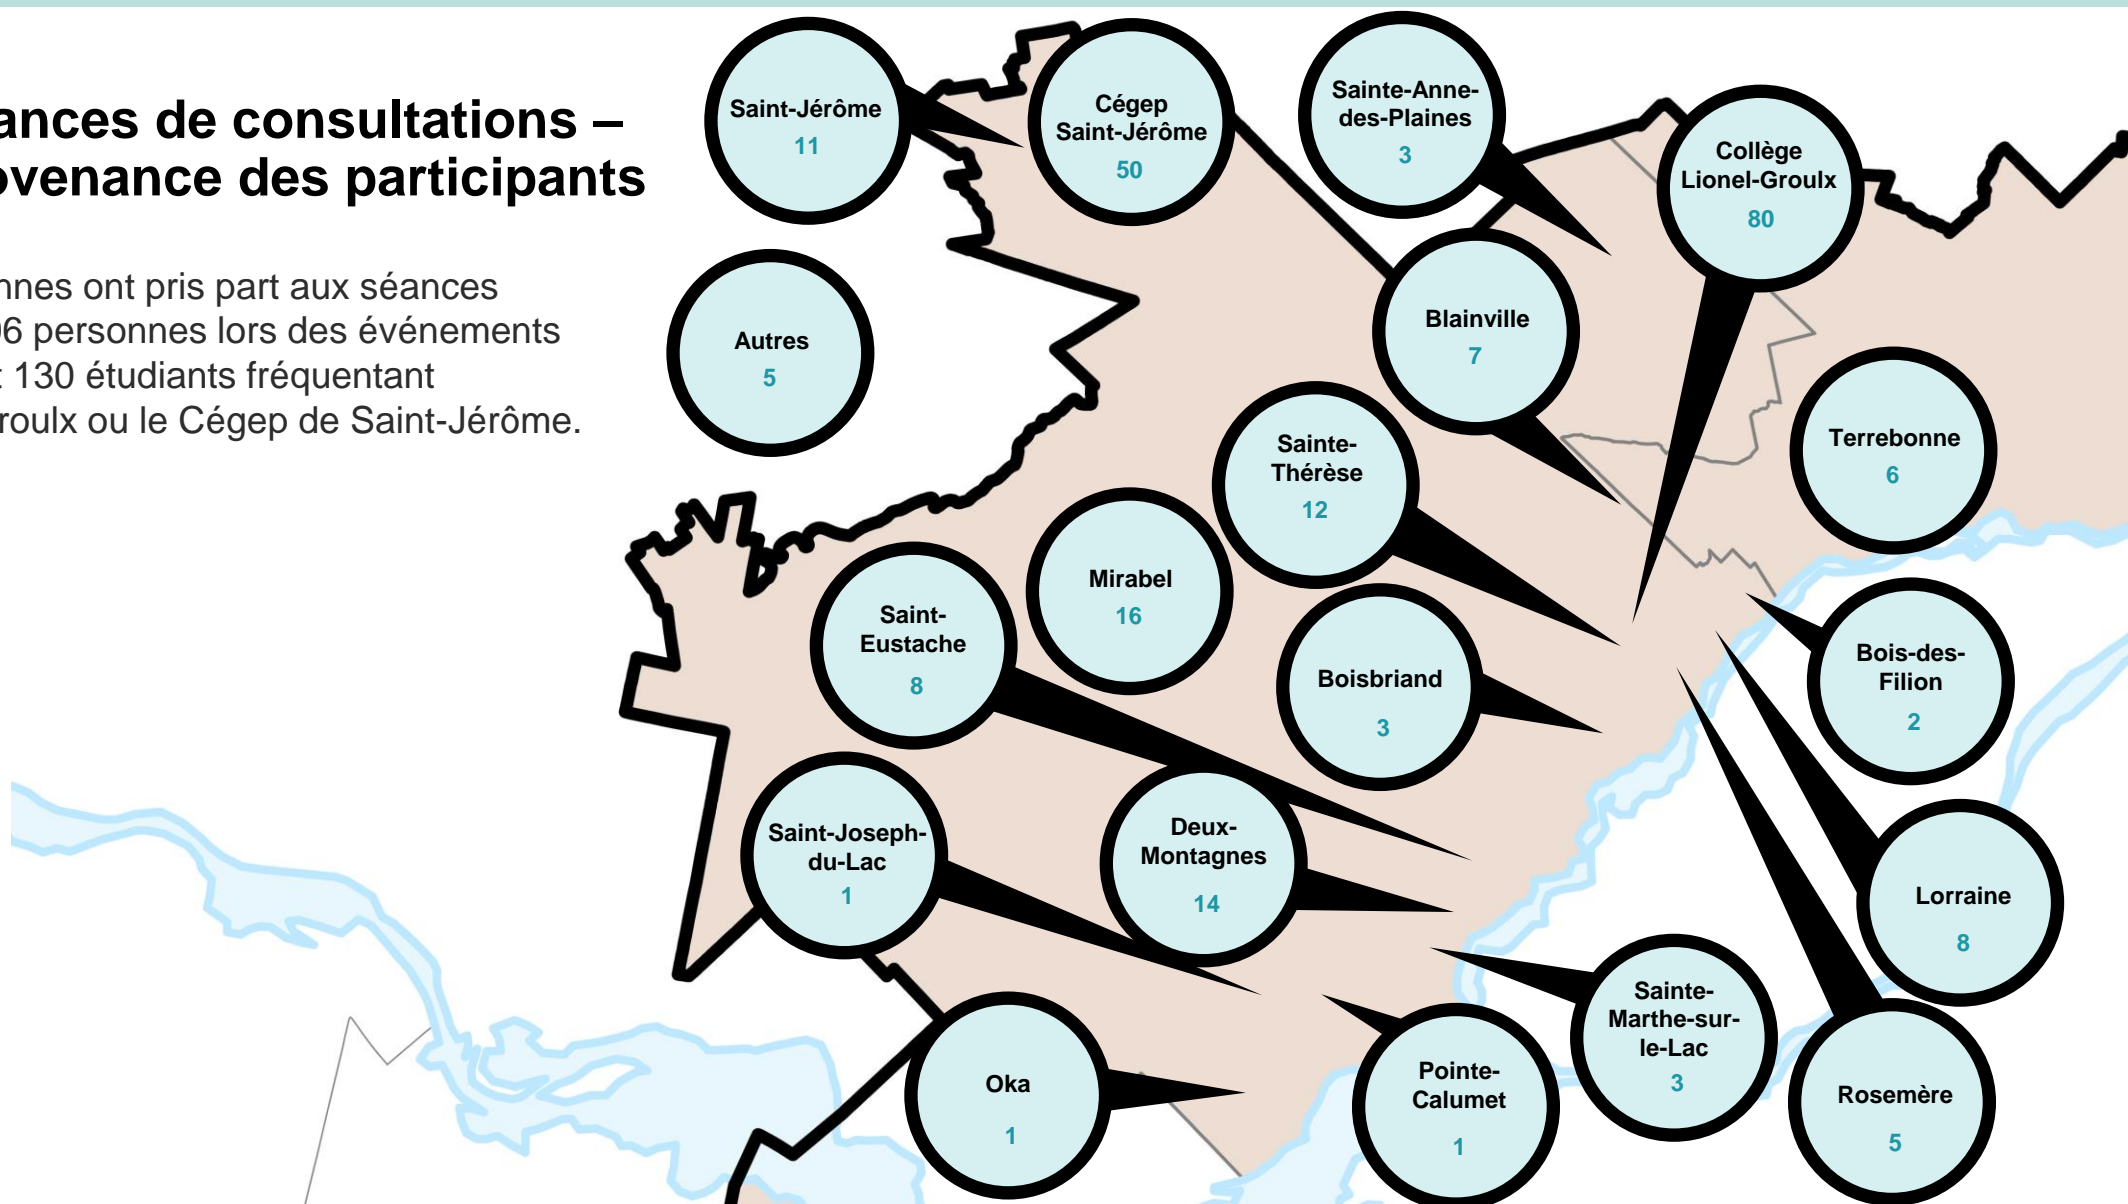 ances de consultations –
ovenance des participants
nnes ont pris part aux séances
06 personnes lors des événements
t 130 étudiants fréquentant
roulx ou le Cégep de Saint-Jérôme.
Saint-Jérôme
11
Cégep
Saint-Jérôme
50
Sainte-Anne-
des-Plaines
3
Collège
Lionel-Groulx
80
Autres
5
Blainville
7
Terrebonne
6
Sainte-
Thérèse
12
Mirabel
16
Saint-
Eustache
8
Boisbriand
3
Bois-des-
Filion
2
Saint-Joseph-
du-Lac
1
Deux-
Montagnes
14
Lorraine
8
Sainte-
Marthe-sur-
le-Lac
3
Oka
1
Pointe-
Calumet
1
Rosemère
5